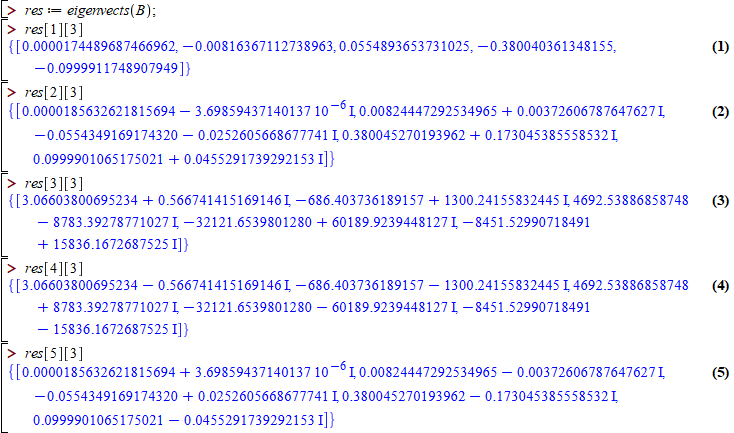 > res := eigenvects(B);
> res[1][3]
{[0.0000174489687466962, −0.00816367112738963, 0.0554893653731025, −0.380040361348155, (1)
−0.0999911748907949]}
> res[2][3]
{[0.0000185632621815694 − 3.69859437140137 10^−6 I, 0.00824447292534965 + 0.00372606787647627 I, (2)
−0.0554349169174320 − 0.0252605668677741 I, 0.380045270193962 + 0.173045385558532 I,
0.0999901065175021 + 0.0455291739292153 I]}
> res[3][3]
{[3.06603800695234 + 0.566741415169146 I, −686.403736189157 + 1300.24155832445 I, 4692.53886858748 (3)
− 8783.39278771027 I, −32121.6539801280 + 60189.9239448127 I, −8451.52990718491
+ 15836.1672687525 I]}
> res[4][3]
{[3.06603800695234 − 0.566741415169146 I, −686.403736189157 − 1300.24155832445 I, 4692.53886858748 (4)
+ 8783.39278771027 I, −32121.6539801280 − 60189.9239448127 I, −8451.52990718491
− 15836.1672687525 I]}
> res[5][3]
{[0.0000185632621815694 + 3.69859437140137 10^−6 I, 0.00824447292534965 − 0.00372606787647627 I, (5)
−0.0554349169174320 + 0.0252605668677741 I, 0.380045270193962 − 0.173045385558532 I,
0.0999901065175021 − 0.0455291739292153 I]}